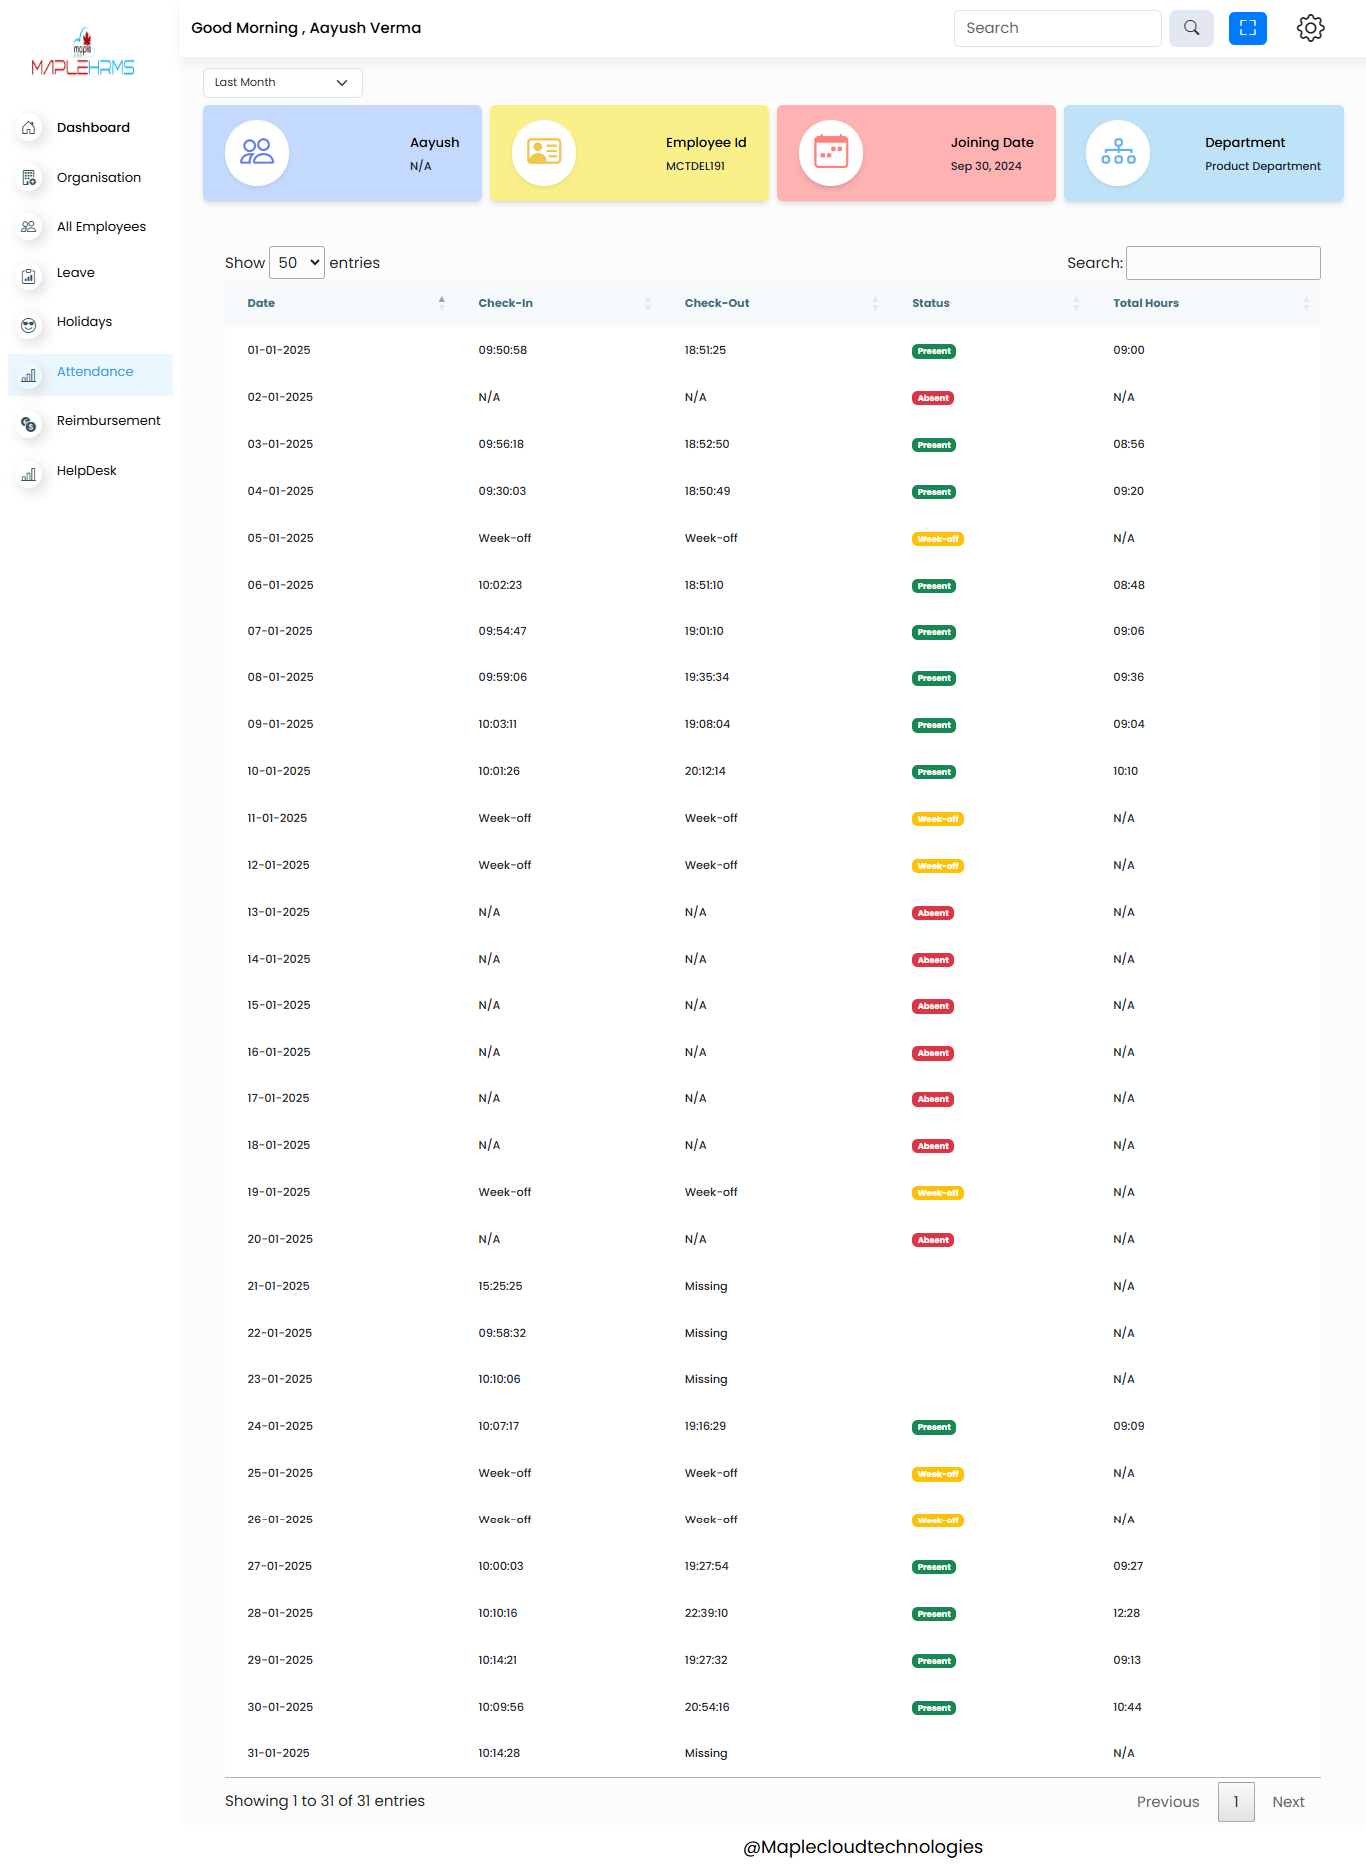 maple
MAPLEHRMS
Good Morning , Aayush Verma
Search
Last Month
Dashboard
Organisation
All Employees
Leave
Holidays
Attendance
Reimbursement
HelpDesk
Aayush
N/A
Employee Id
MCTDEL191
Joining Date
Sep 30, 2024
Department
Product Department
Show 50 entries
Search:
Date Check-In Check-Out Status Total Hours
01-01-2025 09:50:58 18:51:25 Present 09:00
02-01-2025 N/A N/A Absent N/A
03-01-2025 09:56:18 18:52:50 Present 08:56
04-01-2025 09:30:03 18:50:49 Present 09:20
05-01-2025 Week-off Week-off Week-off N/A
06-01-2025 10:02:23 18:51:10 Present 08:48
07-01-2025 09:54:47 19:01:10 Present 09:06
08-01-2025 09:59:06 19:35:34 Present 09:36
09-01-2025 10:03:11 19:08:04 Present 09:04
10-01-2025 10:01:26 20:12:14 Present 10:10
11-01-2025 Week-off Week-off Week-off N/A
12-01-2025 Week-off Week-off Week-off N/A
13-01-2025 N/A N/A Absent N/A
14-01-2025 N/A N/A Absent N/A
15-01-2025 N/A N/A Absent N/A
16-01-2025 N/A N/A Absent N/A
17-01-2025 N/A N/A Absent N/A
18-01-2025 N/A N/A Absent N/A
19-01-2025 Week-off Week-off Week-off N/A
20-01-2025 N/A N/A Absent N/A
21-01-2025 15:25:25 Missing N/A
22-01-2025 09:58:32 Missing N/A
23-01-2025 10:10:06 Missing N/A
24-01-2025 10:07:17 19:16:29 Present 09:09
25-01-2025 Week-off Week-off Week-off N/A
26-01-2025 Week-off Week-off Week-off N/A
27-01-2025 10:00:03 19:27:54 Present 09:27
28-01-2025 10:10:16 22:39:10 Present 12:28
29-01-2025 10:14:21 19:27:32 Present 09:13
30-01-2025 10:09:56 20:54:16 Present 10:44
31-01-2025 10:14:28 Missing N/A
Showing 1 to 31 of 31 entries
Previous 1 Next
@Maplecloudtechnologies